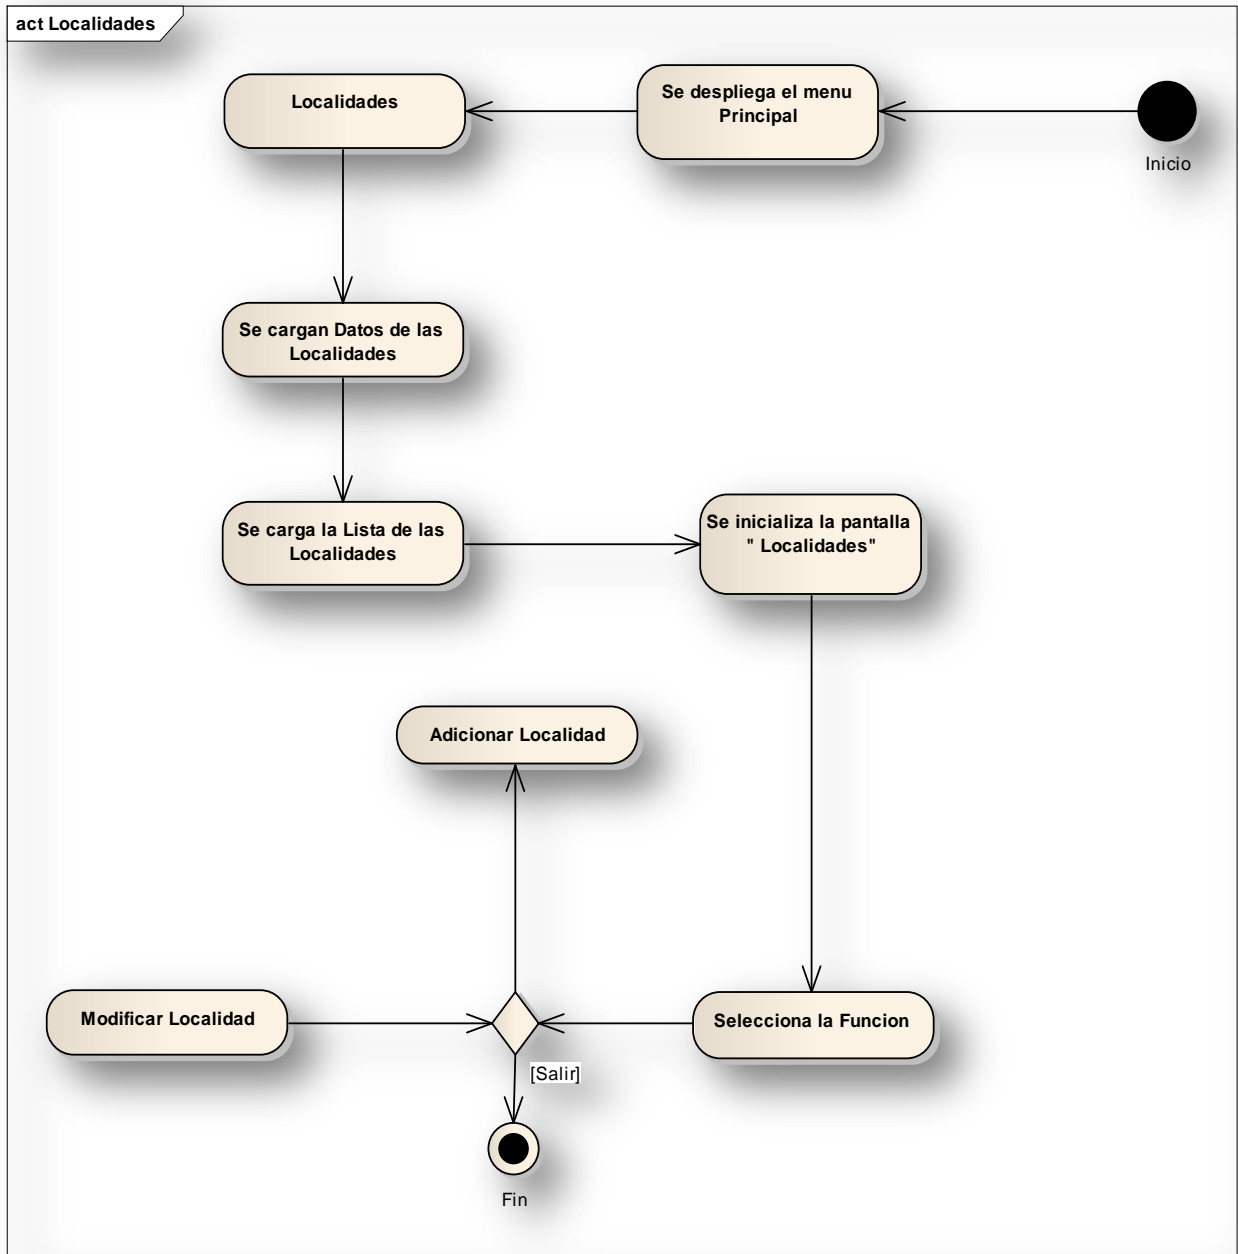 act Localidades
Localidades
Se despliega el menu
Principal
Inicio
Se cargan Datos de las
Localidades
Se carga la Lista de las
Localidades
Se inicializa la pantalla
" Localidades"
Adicionar Localidad
Modificar Localidad
Selecciona la Funcion
[Salir]
Fin